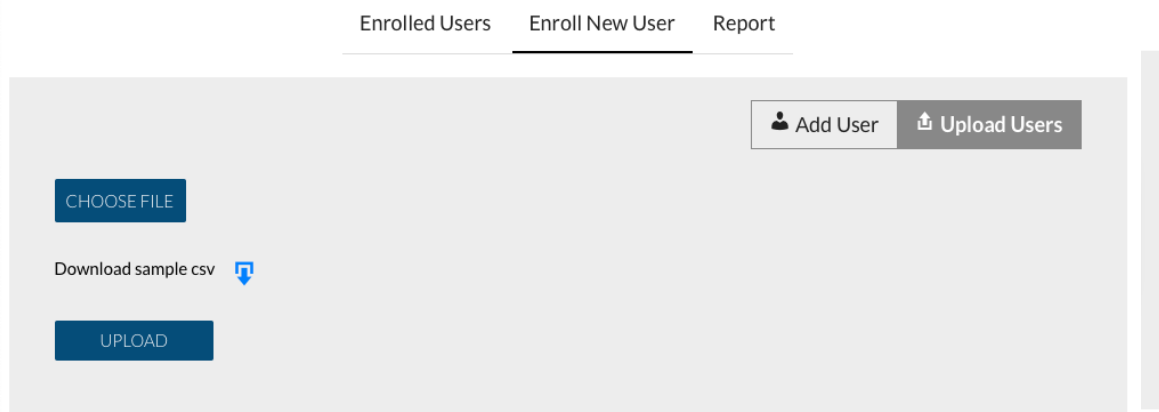 Enrolled Users Enroll New User Report
Add User Upload Users
CHOOSE FILE
Download sample csv
UPLOAD